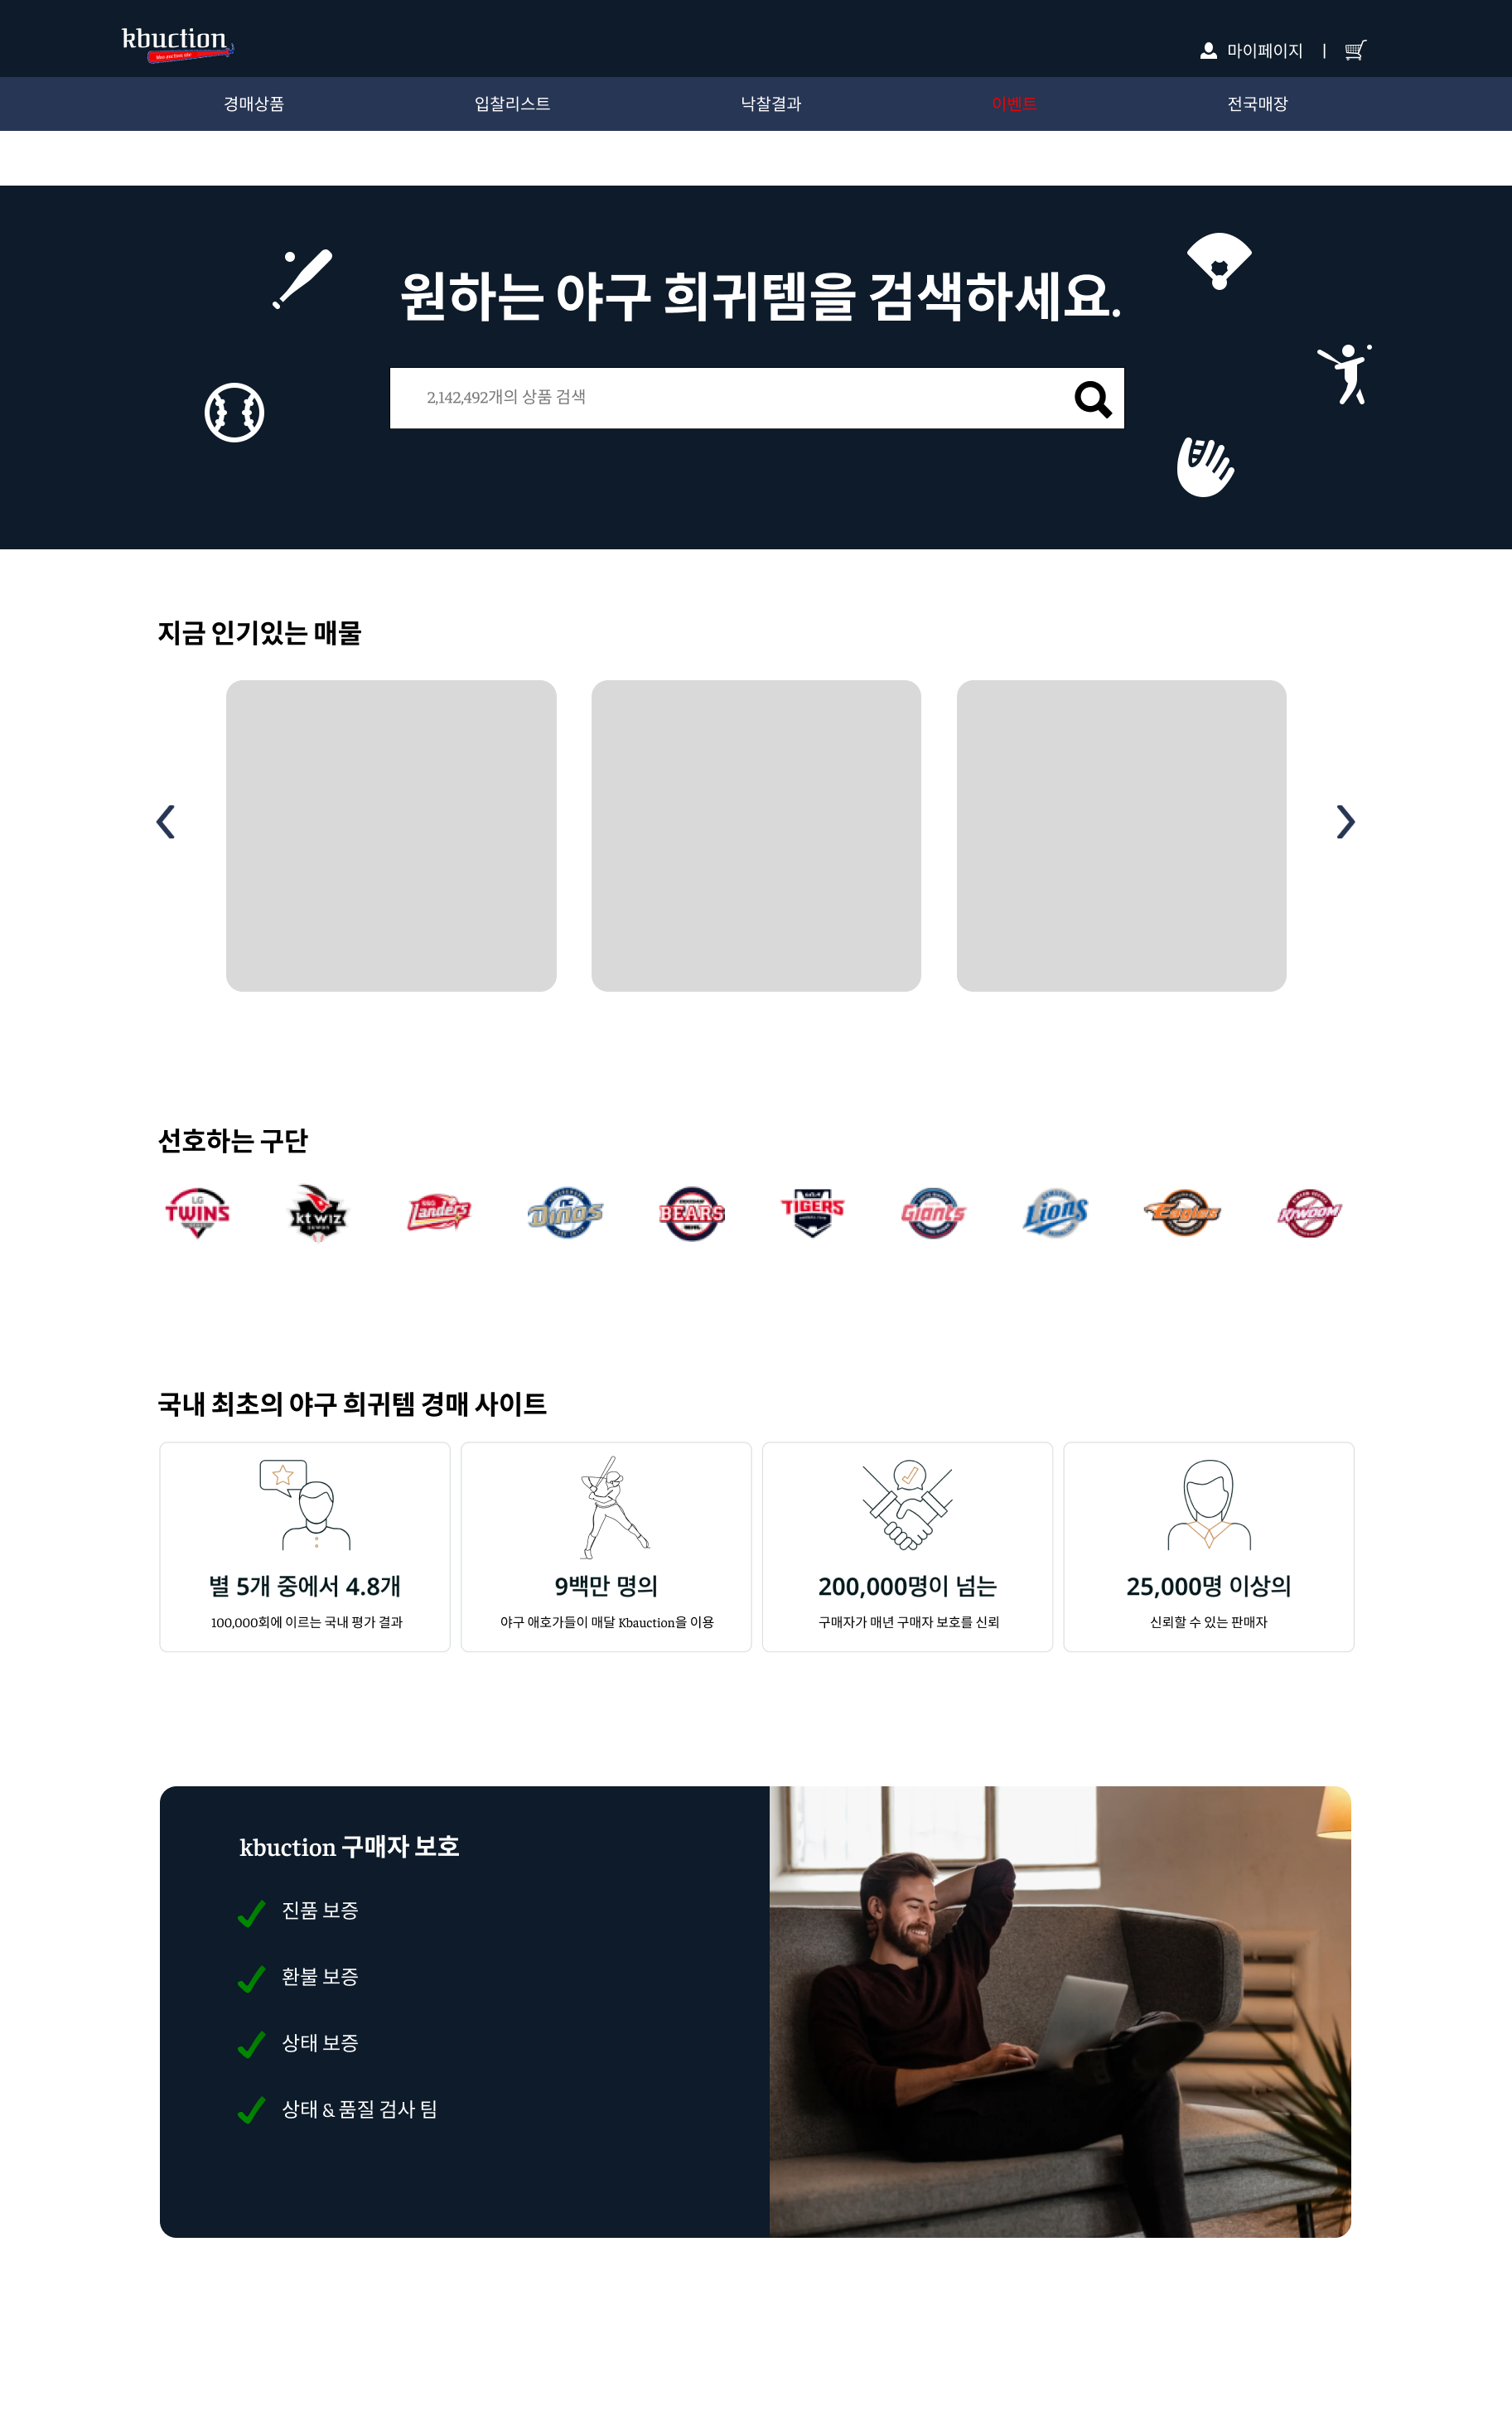 kbuction
마이페이지 |
경매상품 입찰리스트 낙찰결과 이벤트 전국매장
원하는 야구 희귀템을 검색하세요.
2,142,492개의 상품 검색
지금 인기있는 매물
선호하는 구단
LG TWINS
kt wiz
SSG Landers
NC Dinos
BEARS
TIGERS
Giants
SAMSUNG Lions
Eagles
KIWOOM
국내 최초의 야구 희귀템 경매 사이트
별 5개 중에서 4.8개
100,000회에 이르는 국내 평가 결과
9백만 명의
야구 애호가들이 매달 Kbauction을 이용
200,000명이 넘는
구매자가 매년 구매자 보호를 신뢰
25,000명 이상의
신뢰할 수 있는 판매자
kbuction 구매자 보호
진품 보증
환불 보증
상태 보증
상태 & 품질 검사 팀